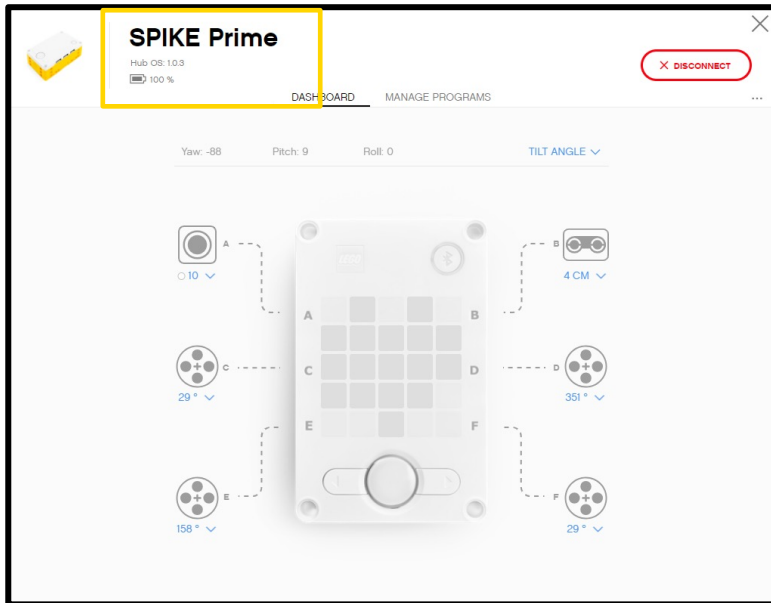 SPIKE Prime
Hub OS: 1.0.3
100 %
DISCONNECT
DASHBOARD MANAGE PROGRAMS
...
Yaw: -88 Pitch: 9 Roll: 0 TILT ANGLE
A
10
B
4 CM
LEGO
A B
C
29 °
C D
D
351 °
E F
E
158 °
F
29 °